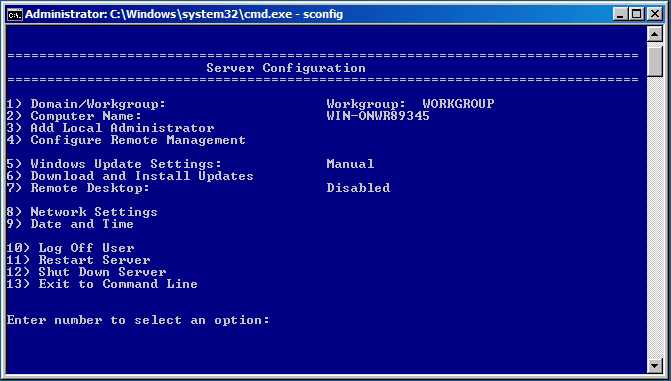 Administrator: C:\Windows\system32\cmd.exe - sconfig
===============================================================================
Server Configuration
===============================================================================
1) Domain/Workgroup: Workgroup: WORKGROUP
2) Computer Name: WIN-ONWR89345
3) Add Local Administrator
4) Configure Remote Management
5) Windows Update Settings: Manual
6) Download and Install Updates
7) Remote Desktop: Disabled
8) Network Settings
9) Date and Time
10) Log Off User
11) Restart Server
12) Shut Down Server
13) Exit to Command Line
Enter number to select an option: